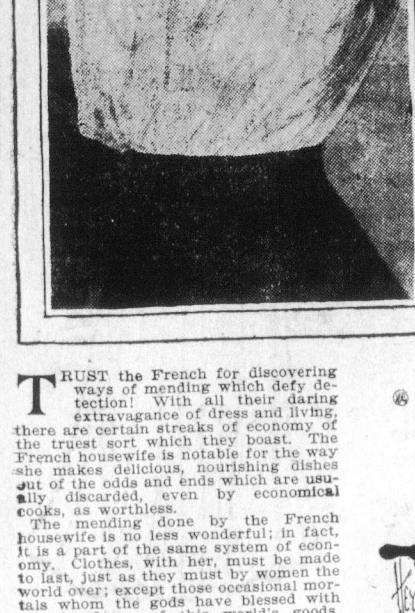 TRUST the French for discovering
ways of mending which defy de-
tection! With all their daring
extravagance of dress and living,
there are certain streaks of economy of
the truest sort which they boast. The
French housewife is notable for the way
she makes delicious, nourishing dishes
out of the odds and ends which are usu-
ally discarded, even by economical
cooks, as worthless.
The mending done by the French
housewife is no less wonderful; in fact,
it is a part of the same system of econ-
omy. Clothes, with her, must be made
to last, just as they must by women the
world over; except those occasional mor-
tals whom the gods have blessed with
this world's goods